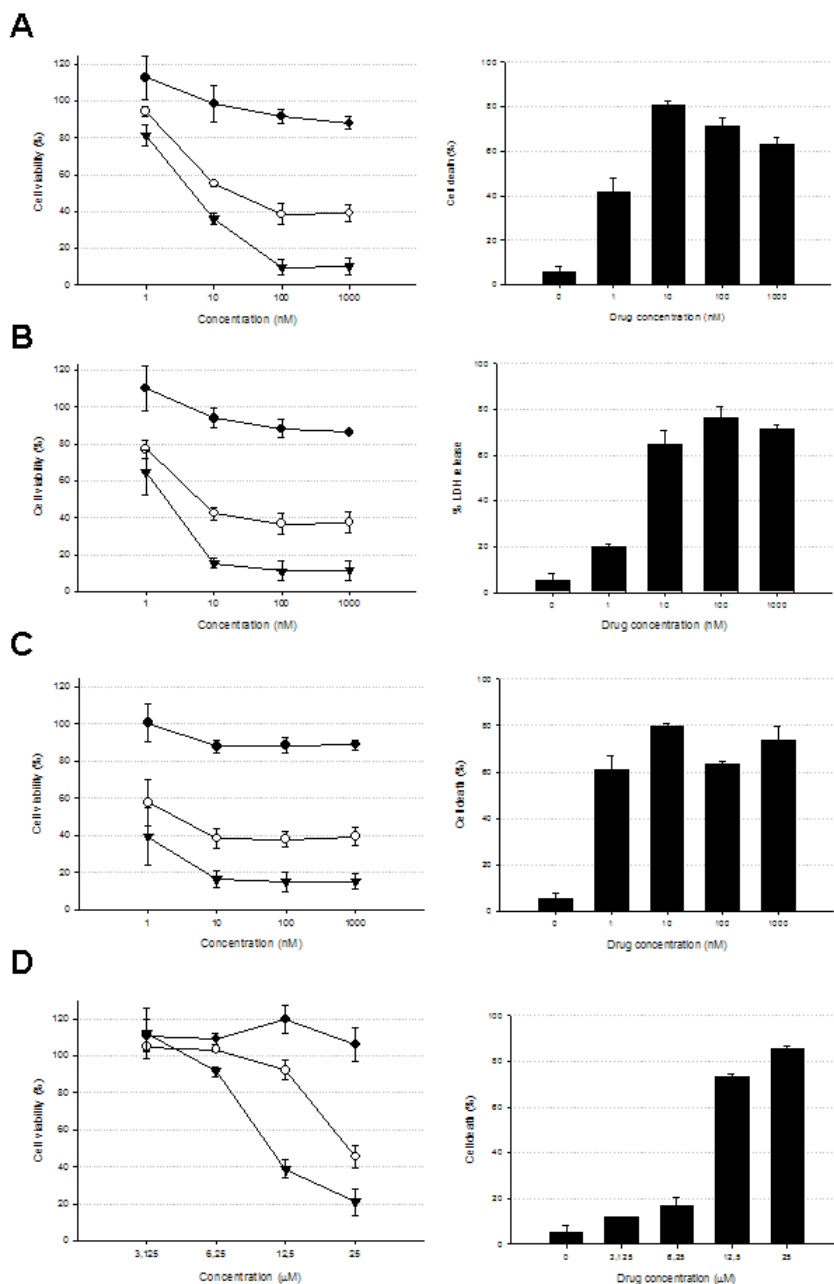 A
Cell viability (%)
120
100
80
60
40
20
0
1 10 100 1000
Concentration (nM)
Cell death (%)
100
80
60
40
20
0
0 1 10 100 1000
Drug concentration (nM)
B
Cell viability (%)
120
100
80
60
40
20
0
1 10 100 1000
Concentration (nM)
% LDH release
100
80
60
40
20
0
0 1 10 100 1000
Drug concentration (nM)
C
Cell viability (%)
120
100
80
60
40
20
0
1 10 100 1000
Concentration (nM)
Cell death (%)
100
80
60
40
20
0
0 1 10 100 1000
Drug concentration (nM)
D
Cell viability (%)
120
100
80
60
40
20
0
3,125 6,25 12,5 25
Concentration (µM)
Cell death (%)
100
80
60
40
20
0
0 3,125 6,25 12,5 25
Drug concentration (µM)